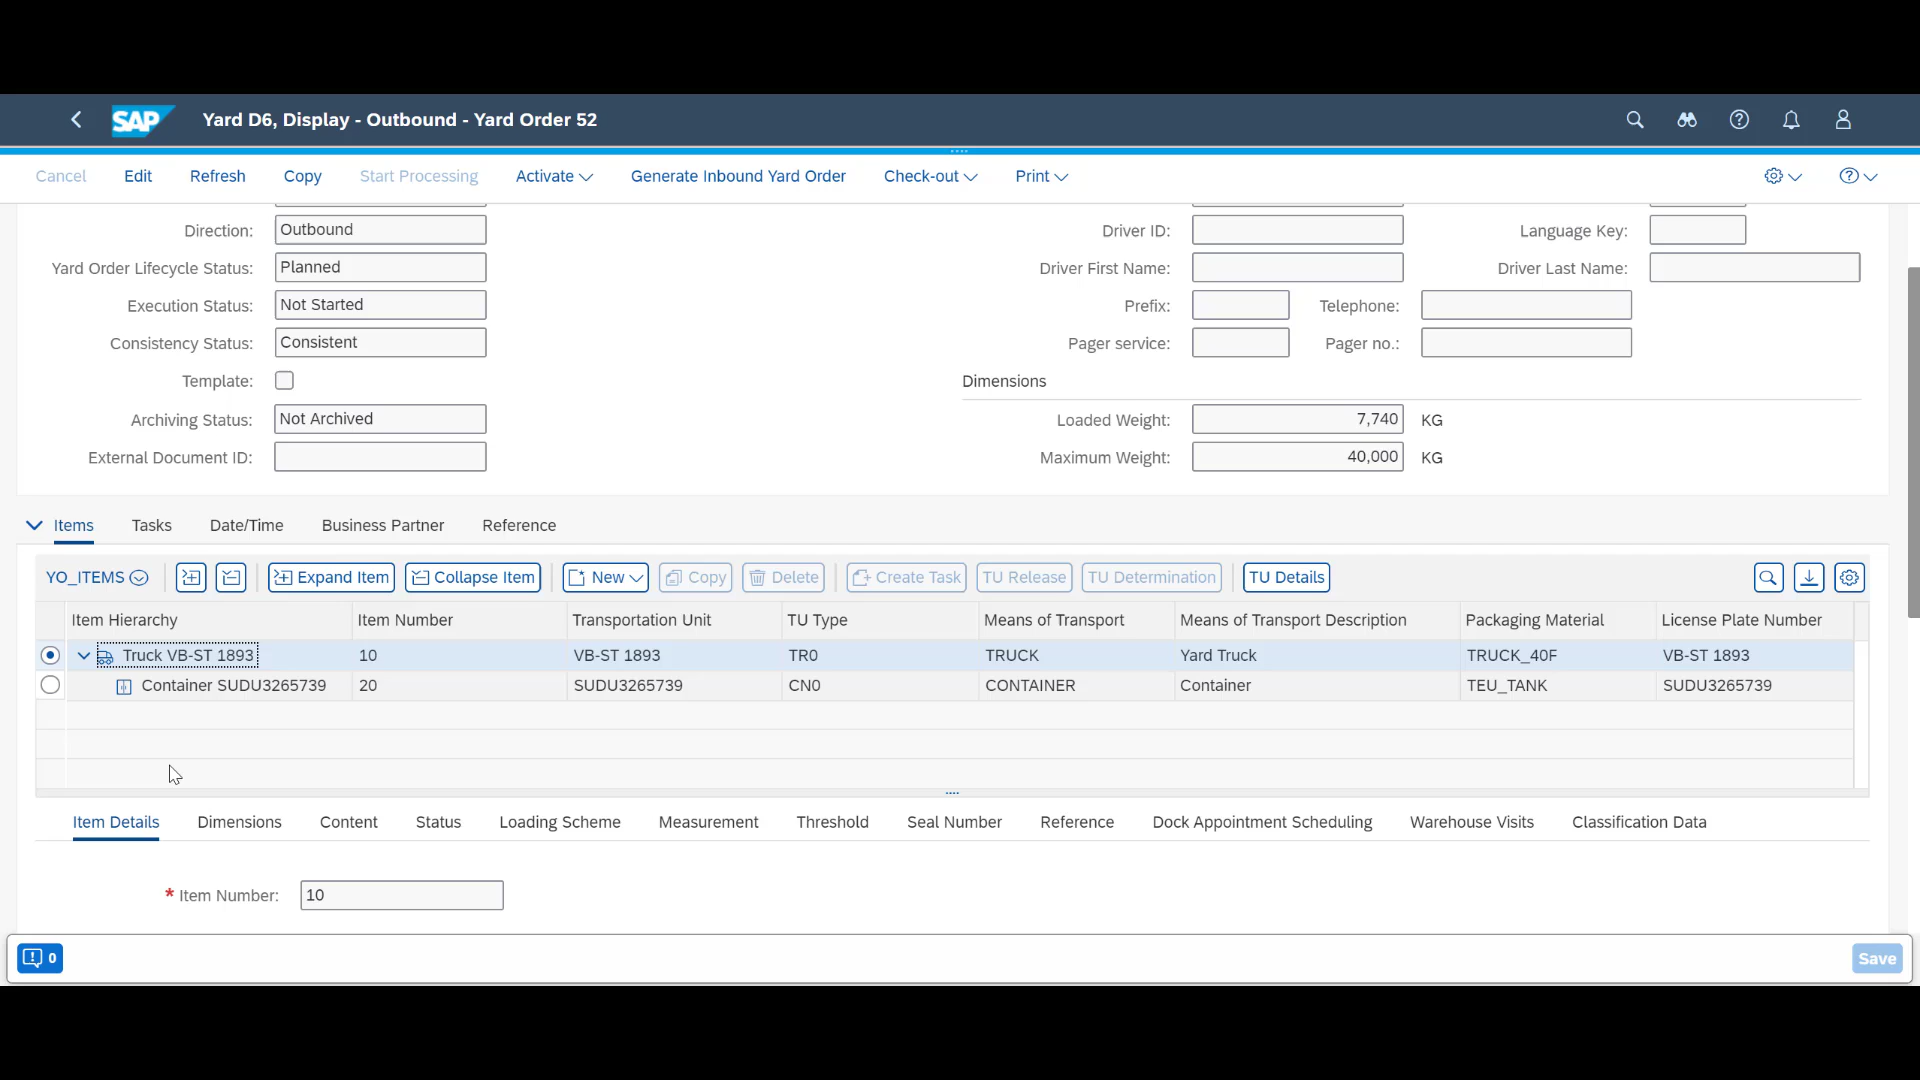 SAP Yard D6, Display - Outbound - Yard Order 52
Cancel Edit Refresh Copy Start Processing Activate Generate Inbound Yard Order Check-out Print
Direction: Outbound Driver ID: Language Key:
Yard Order Lifecycle Status: Planned Driver First Name: Driver Last Name:
Execution Status: Not Started Prefix: Telephone:
Consistency Status: Consistent Pager service: Pager no.:
Template: Dimensions
Archiving Status: Not Archived Loaded Weight: 7,740 KG
External Document ID: Maximum Weight: 40,000 KG
Items Tasks Date/Time Business Partner Reference
YO_ITEMS Expand Item Collapse Item New Copy Delete Create Task TU Release TU Determination TU Details
Item Hierarchy Item Number Transportation Unit TU Type Means of Transport Means of Transport Description Packaging Material License Plate Number
Truck VB-ST 1893 10 VB-ST 1893 TR0 TRUCK Yard Truck TRUCK_40F VB-ST 1893
Container SUDU3265739 20 SUDU3265739 CN0 CONTAINER Container TEU_TANK SUDU3265739
Item Details Dimensions Content Status Loading Scheme Measurement Threshold Seal Number Reference Dock Appointment Scheduling Warehouse Visits Classification Data
* Item Number: 10
0 Save